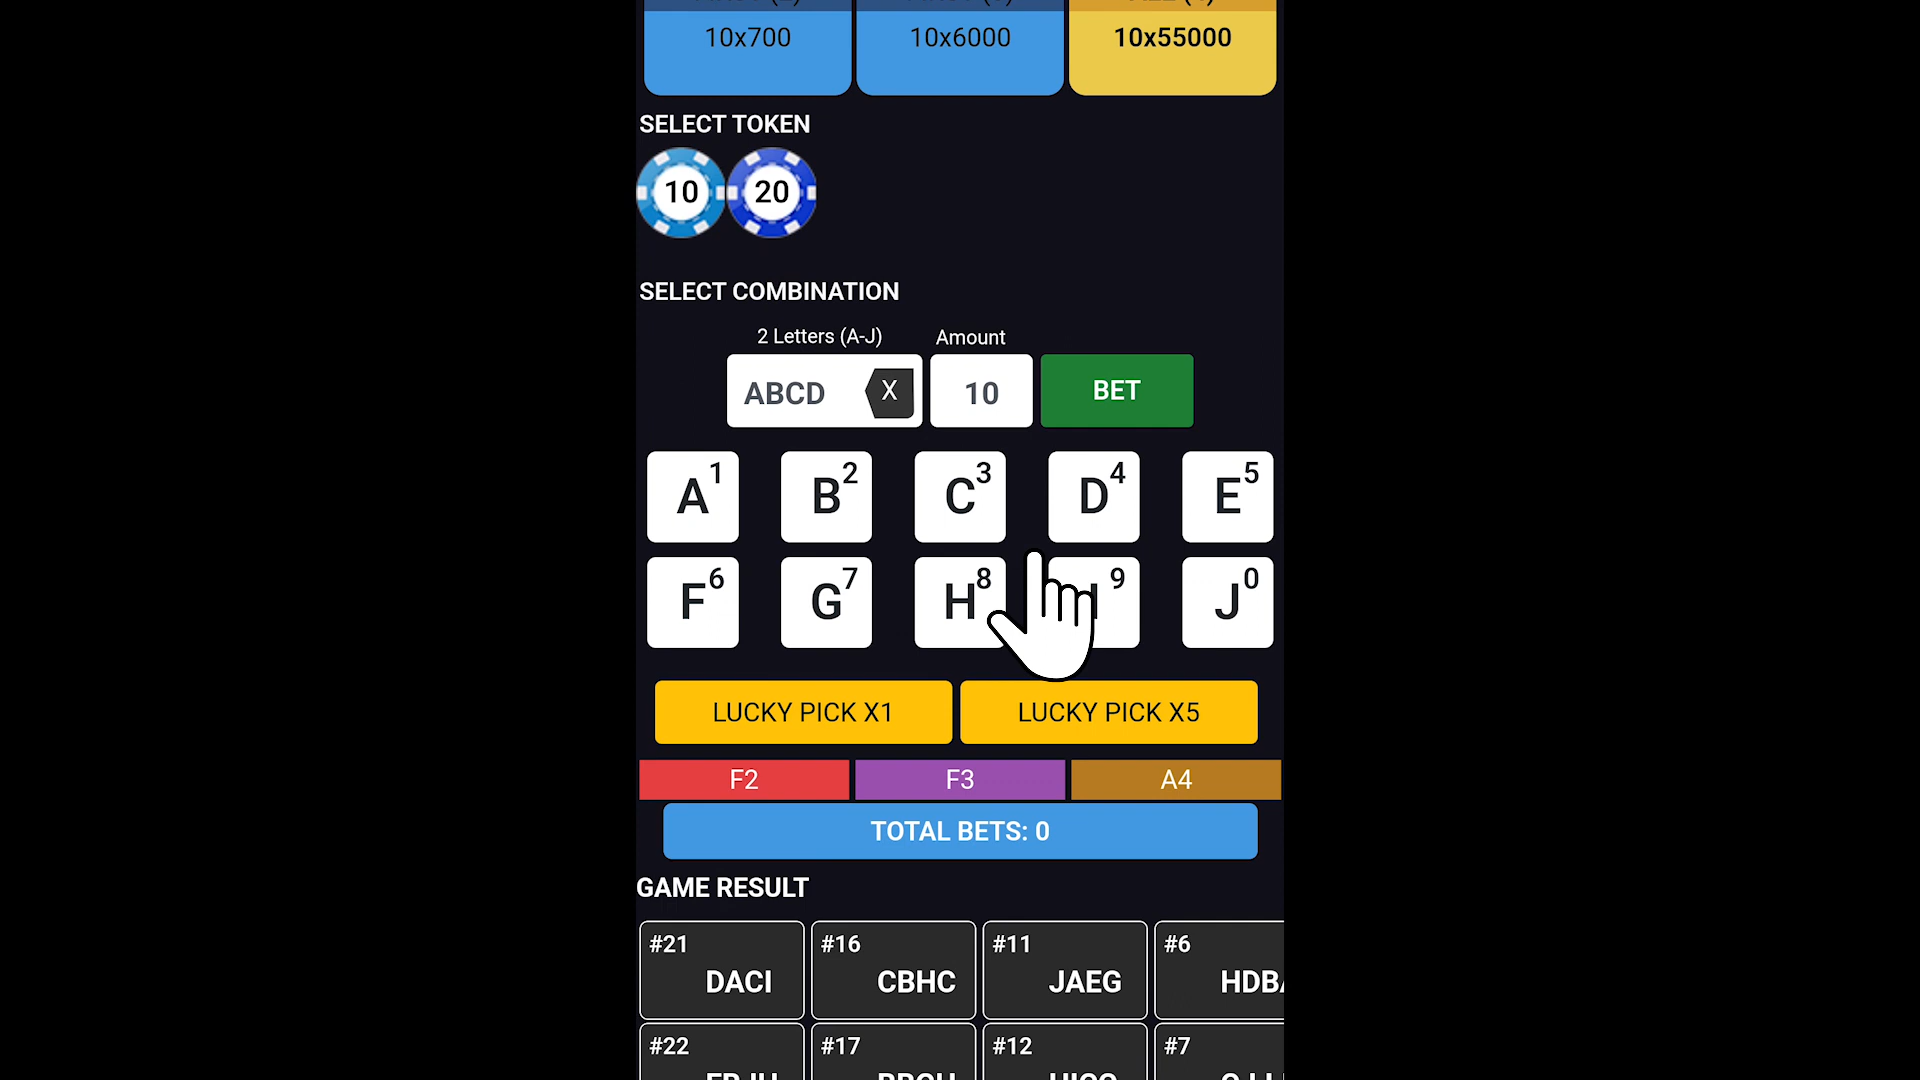 10x700 10x6000 10x55000
SELECT TOKEN
10 20
SELECT COMBINATION
2 Letters (A-J) Amount
ABCD X 10 BET
A1 B2 C3 D4 E5
F6 G7 H8 I9 J0
LUCKY PICK X1 LUCKY PICK X5
F2 F3 A4
TOTAL BETS: 0
GAME RESULT
#21 #16 #11 #6
DACI CBHC JAEG
#22 #17 #12 #7